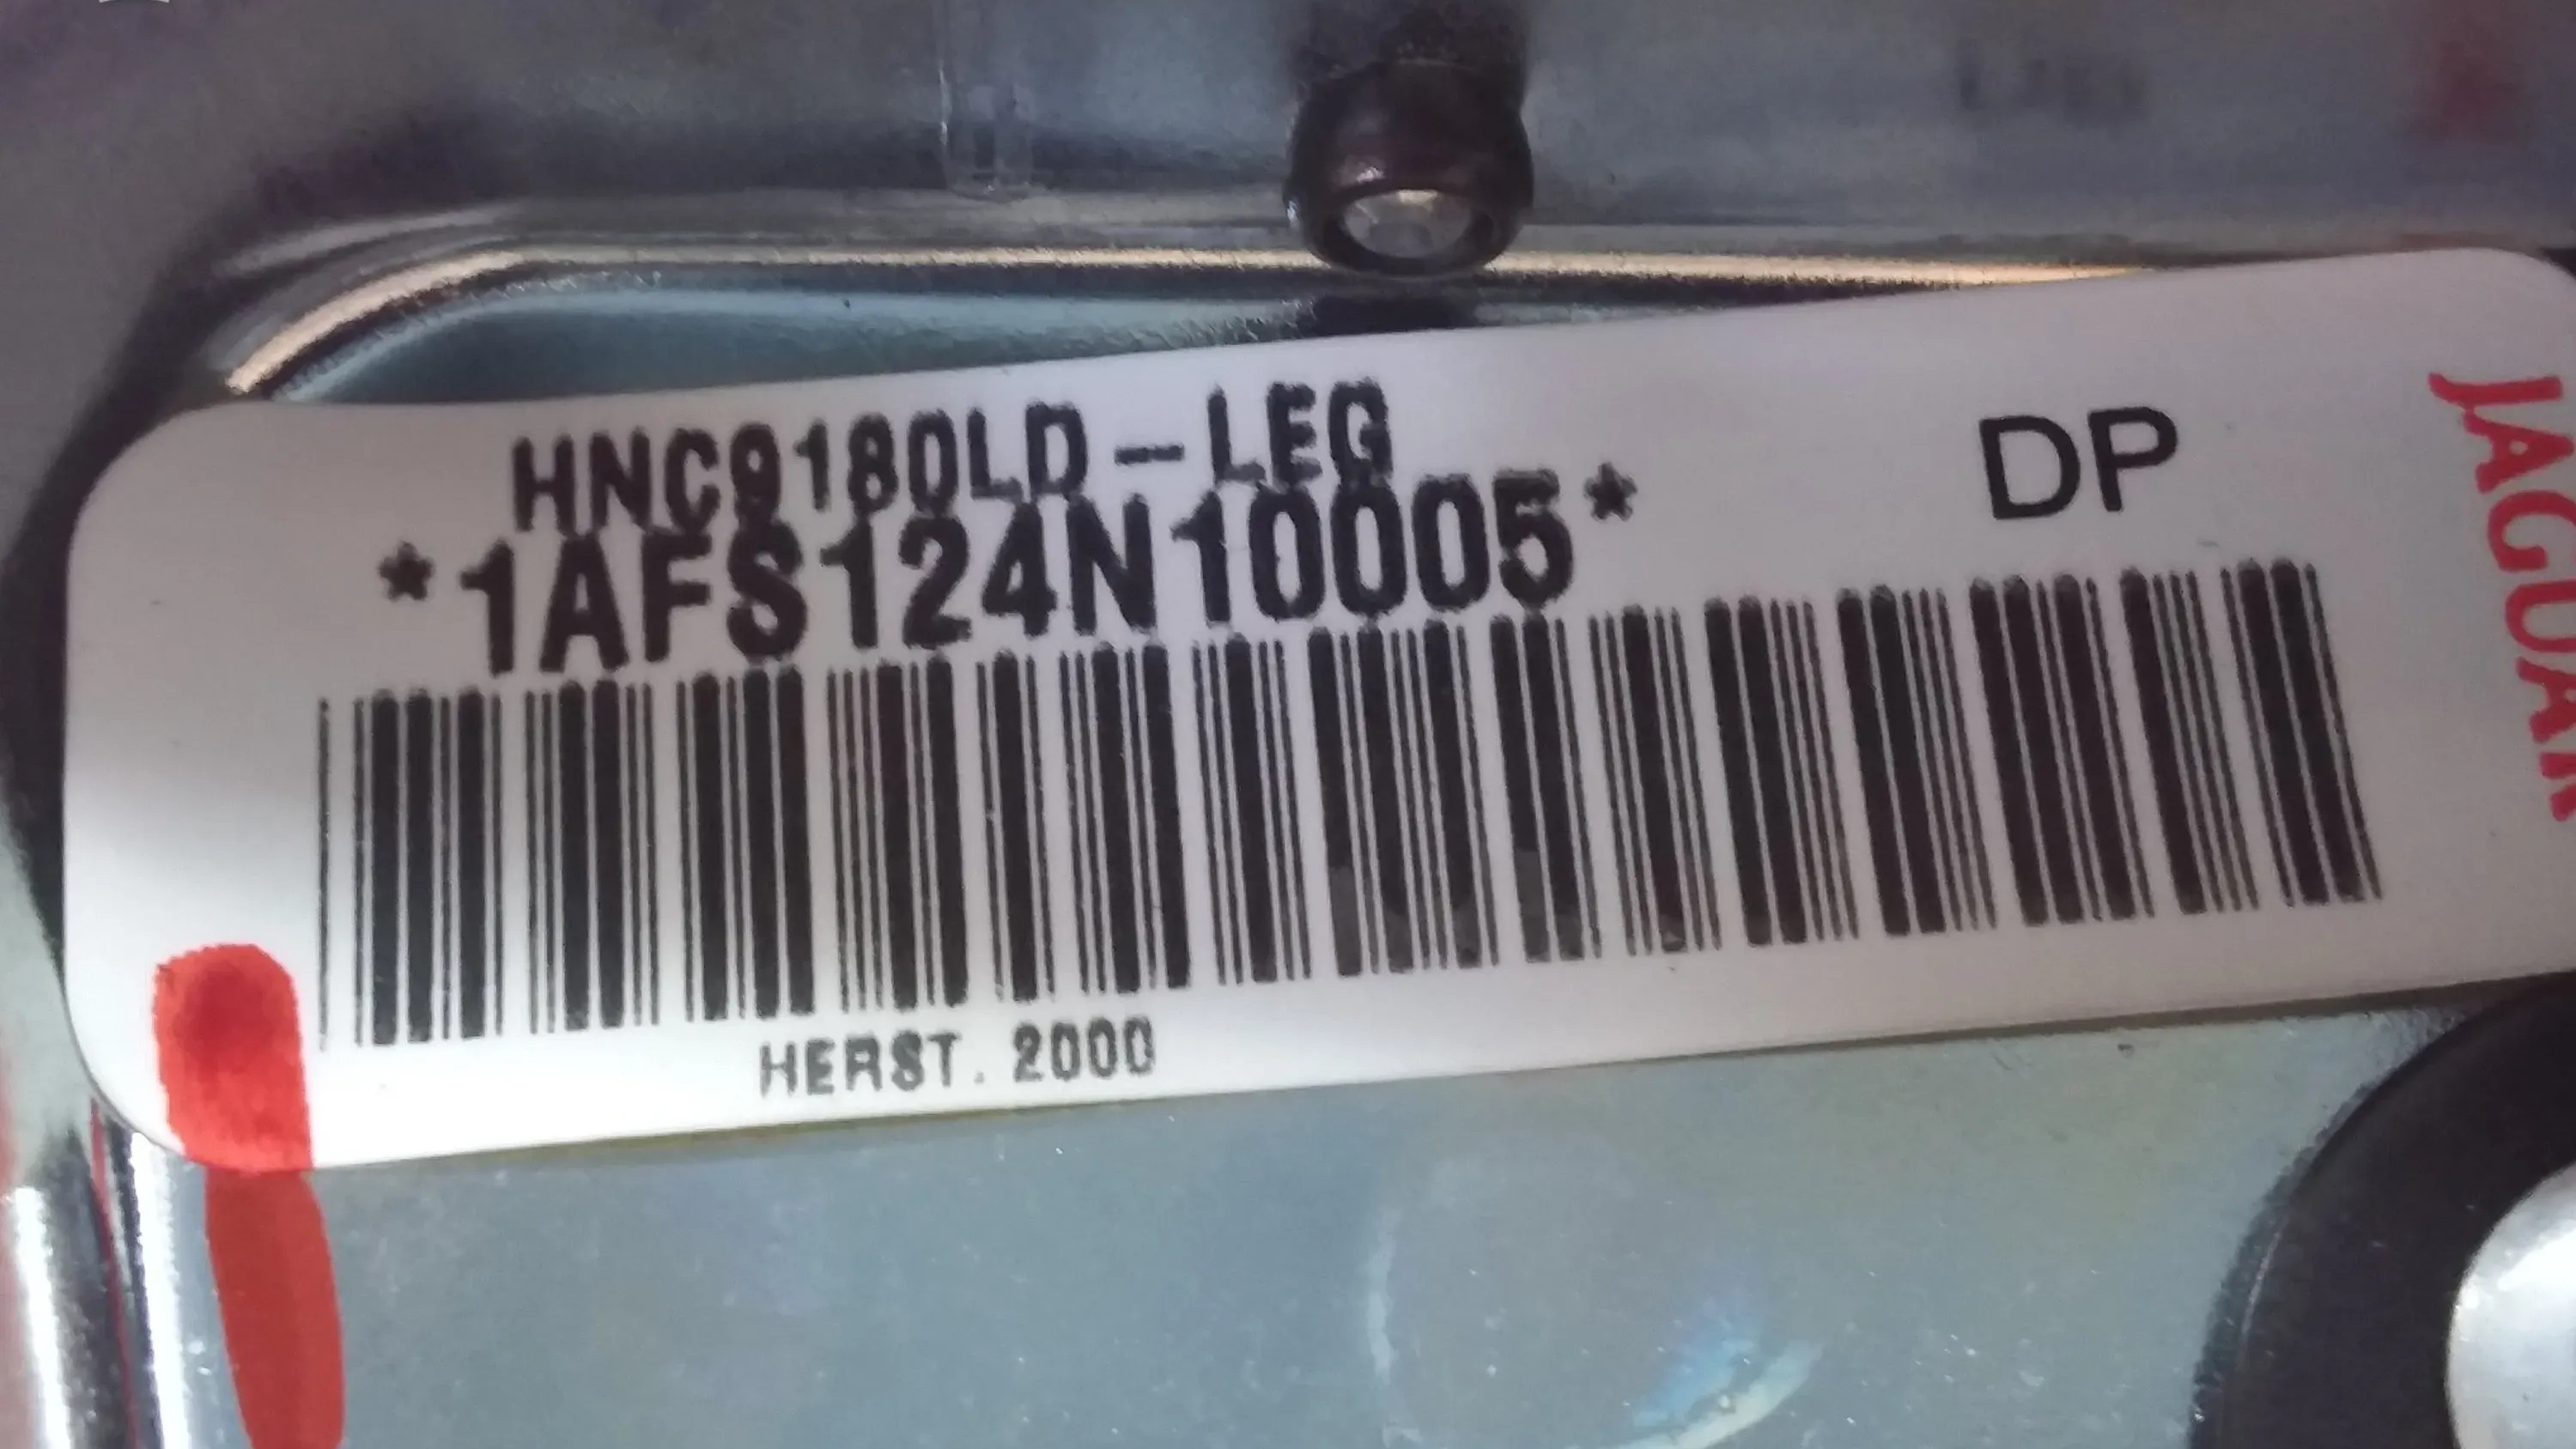 HNC9180LD-LEG
*1AFS124N10005*
DP
JAGUAR
HERST. 2000